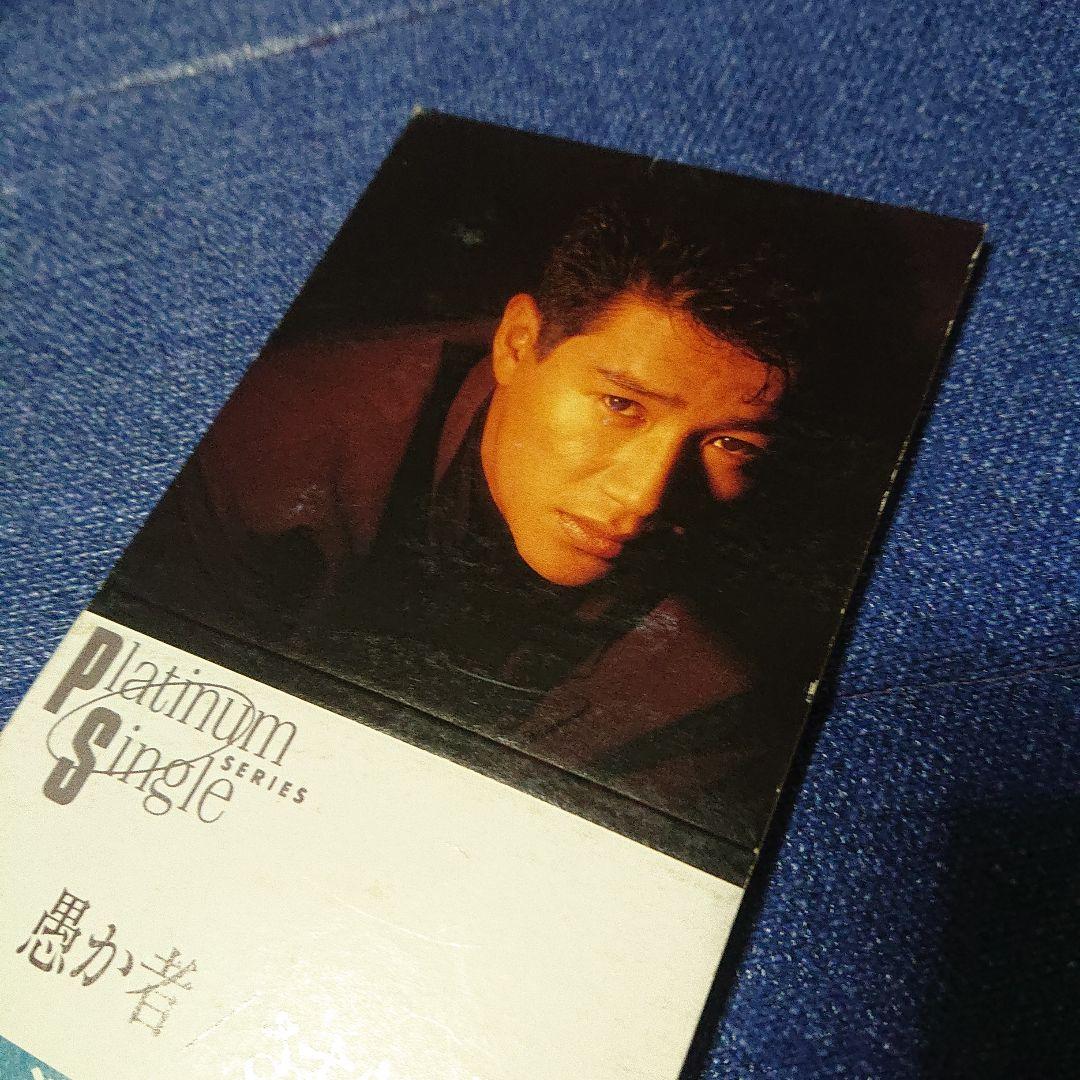 Platinum
Single
SERIES
愚か者